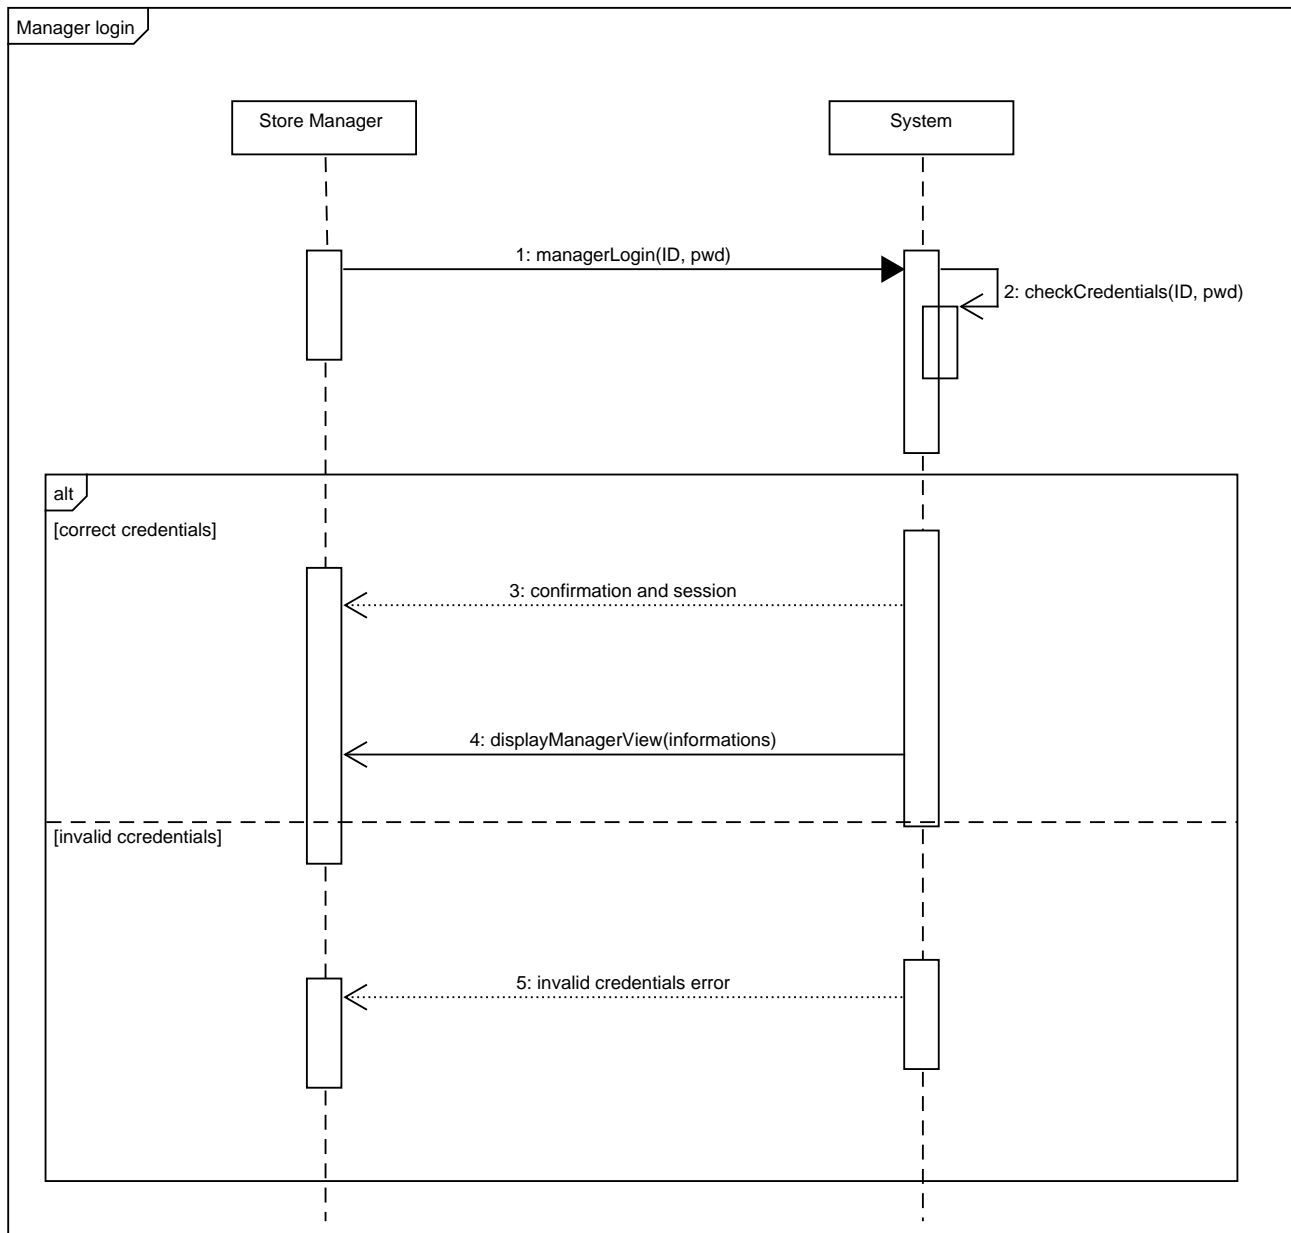 Manager login
Store Manager
System
1: managerLogin(ID, pwd)
2: checkCredentials(ID, pwd)
alt
[correct credentials]
3: confirmation and session
4: displayManagerView(informations)
[invalid ccredentials]
5: invalid credentials error